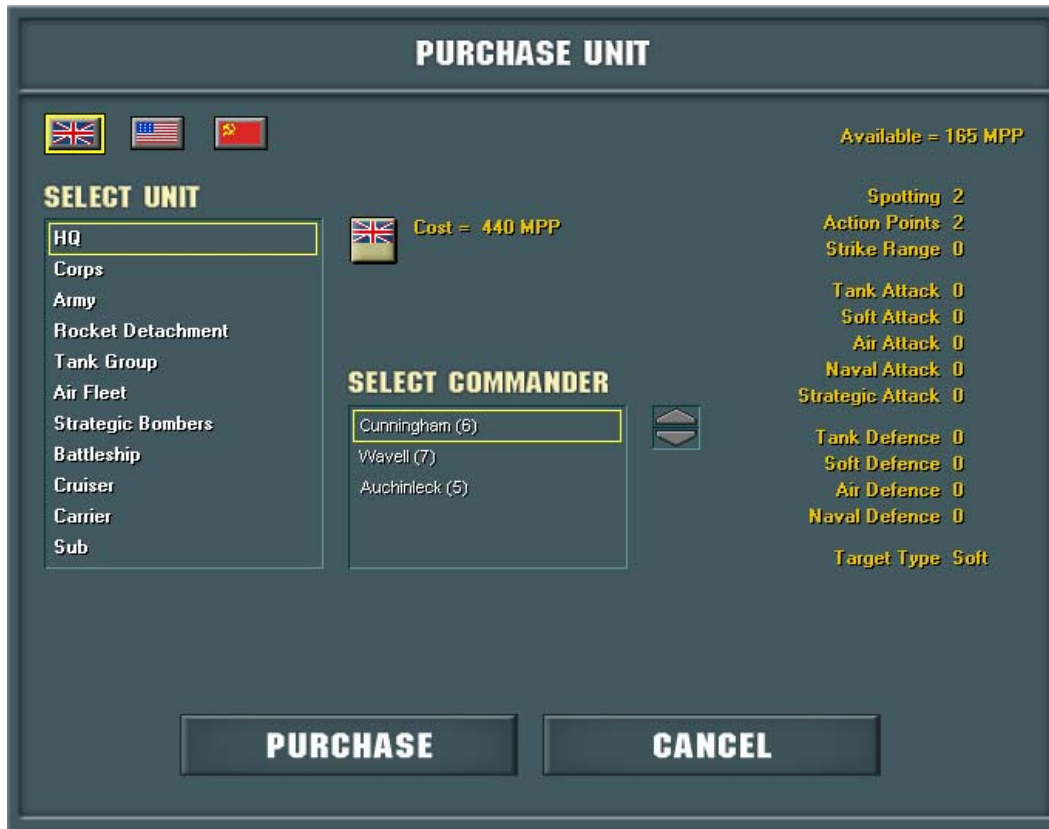 PURCHASE UNIT
Available = 165 MPP
SELECT UNIT
HQ
Corps
Army
Rocket Detachment
Tank Group
Air Fleet
Strategic Bombers
Battleship
Cruiser
Carrier
Sub
Cost = 440 MPP
SELECT COMMANDER
Cunningham (6)
Wavell (7)
Auchinleck (5)
Spotting 2
Action Points 2
Strike Range 0
Tank Attack 0
Soft Attack 0
Air Attack 0
Naval Attack 0
Strategic Attack 0
Tank Defence 0
Soft Defence 0
Air Defence 0
Naval Defence 0
Target Type Soft
PURCHASE
CANCEL